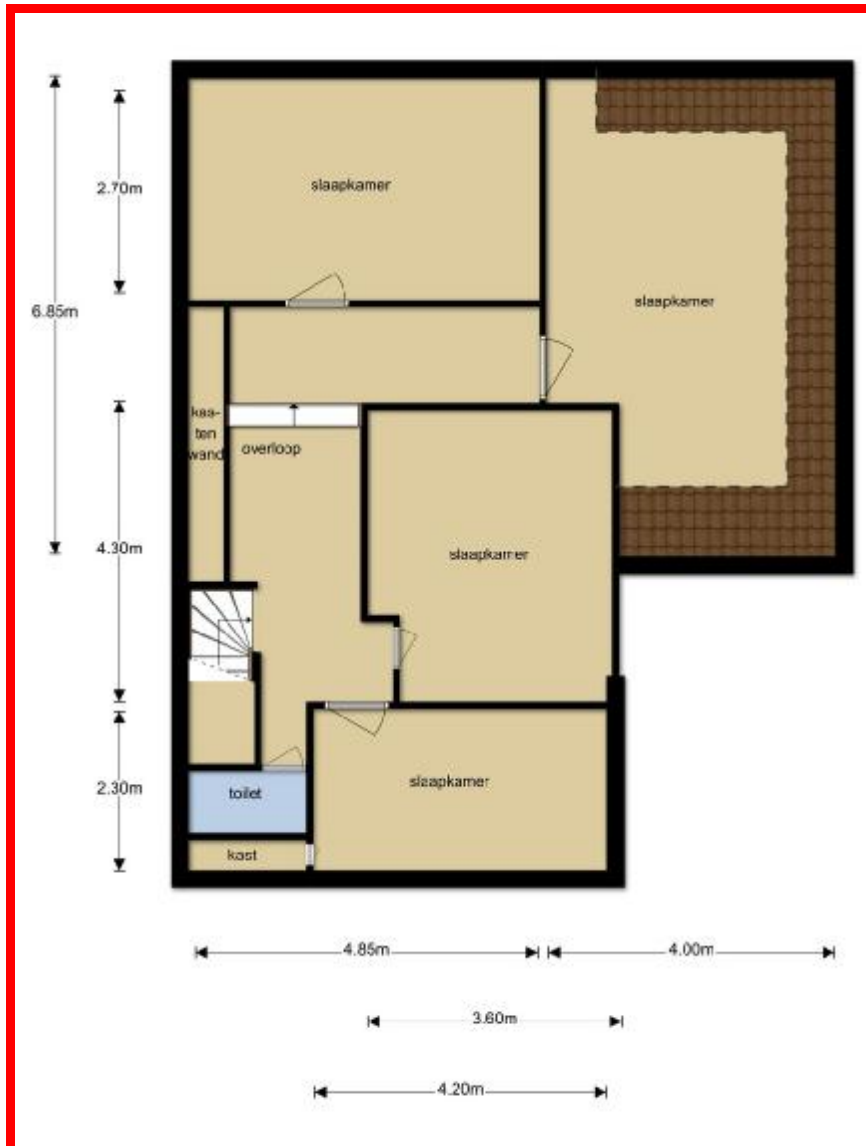 slaapkamer
2.70m
slaapkamer
6.85m
kas-
ten
wand
overloop
4.30m
slaapkamer
slaapkamer
2.30m
toilet
kast
4.85m
4.00m
3.60m
4.20m